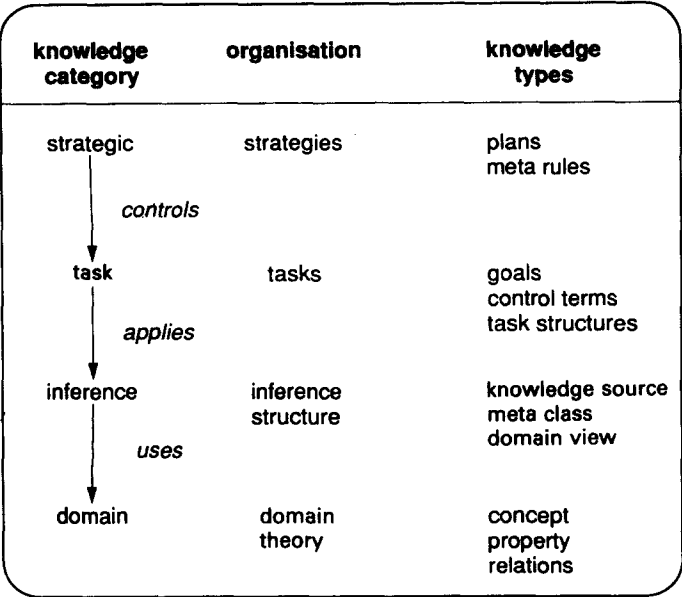 knowledge category organisation knowledge types
strategic strategies plans
meta rules
controls
task tasks goals
control terms
applies task structures
inference inference structure knowledge source
meta class
uses domain view
domain domain theory concept
property
relations